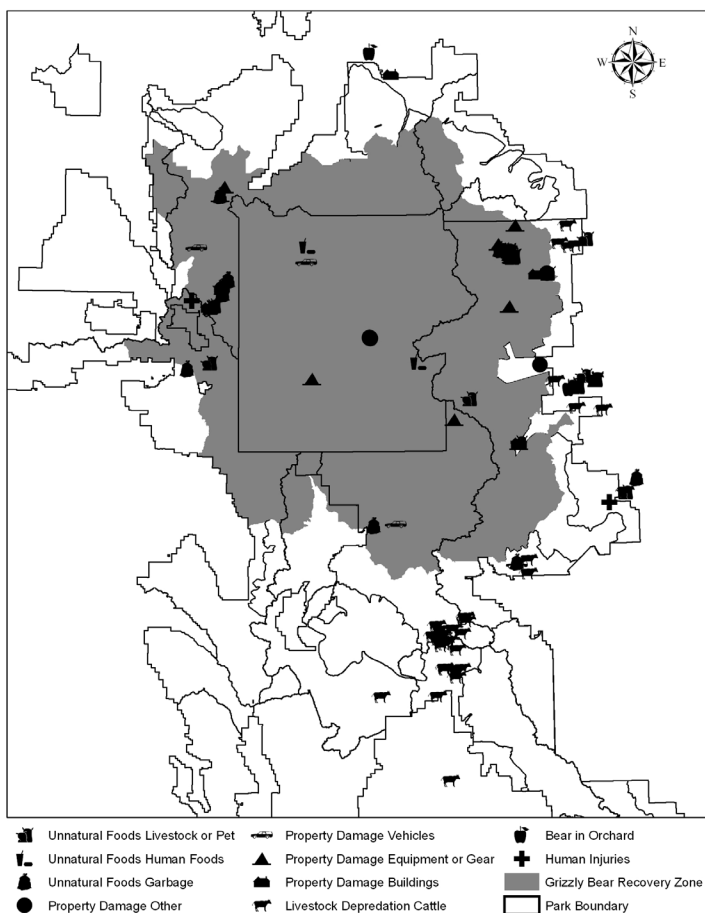 N
W E
S
Unnatural Foods Livestock or Pet Property Damage Vehicles Bear in Orchard
Unnatural Foods Human Foods Property Damage Equipment or Gear Human Injuries
Unnatural Foods Garbage Property Damage Buildings Grizzly Bear Recovery Zone
Property Damage Other Livestock Depredation Cattle Park Boundary